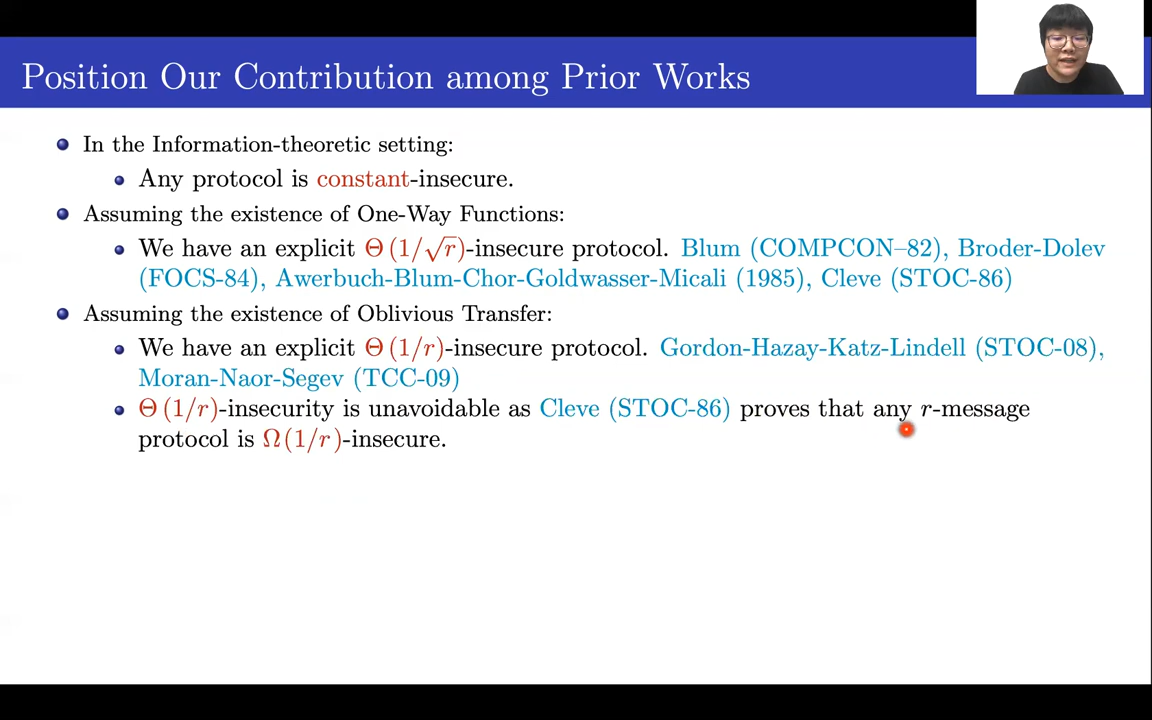 Position Our Contribution among Prior Works
In the Information-theoretic setting:
Any protocol is constant-insecure.
Assuming the existence of One-Way Functions:
We have an explicit Θ (1/√r)-insecure protocol. Blum (COMPCON–82), Broder-Dolev
(FOCS-84), Awerbuch-Blum-Chor-Goldwasser-Micali (1985), Cleve (STOC-86)
Assuming the existence of Oblivious Transfer:
We have an explicit Θ (1/r)-insecure protocol. Gordon-Hazay-Katz-Lindell (STOC-08),
Moran-Naor-Segev (TCC-09)
Θ (1/r)-insecurity is unavoidable as Cleve (STOC-86) proves that any r-message
protocol is Ω (1/r)-insecure.